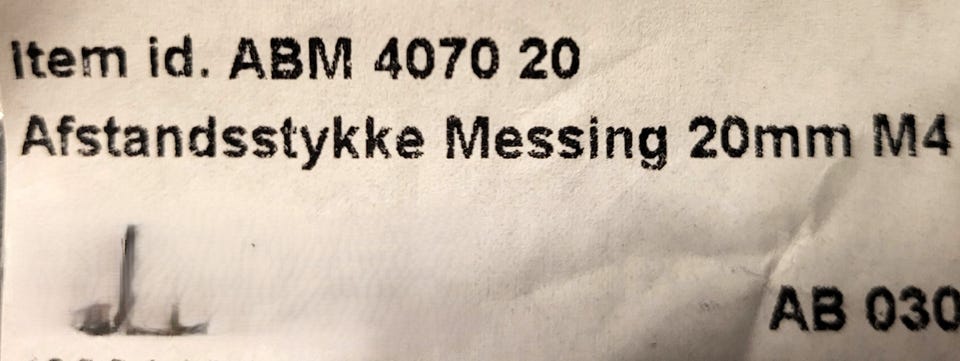 Item id. ABM 4070 20
Afstandsstykke Messing 20mm M4
AB 030